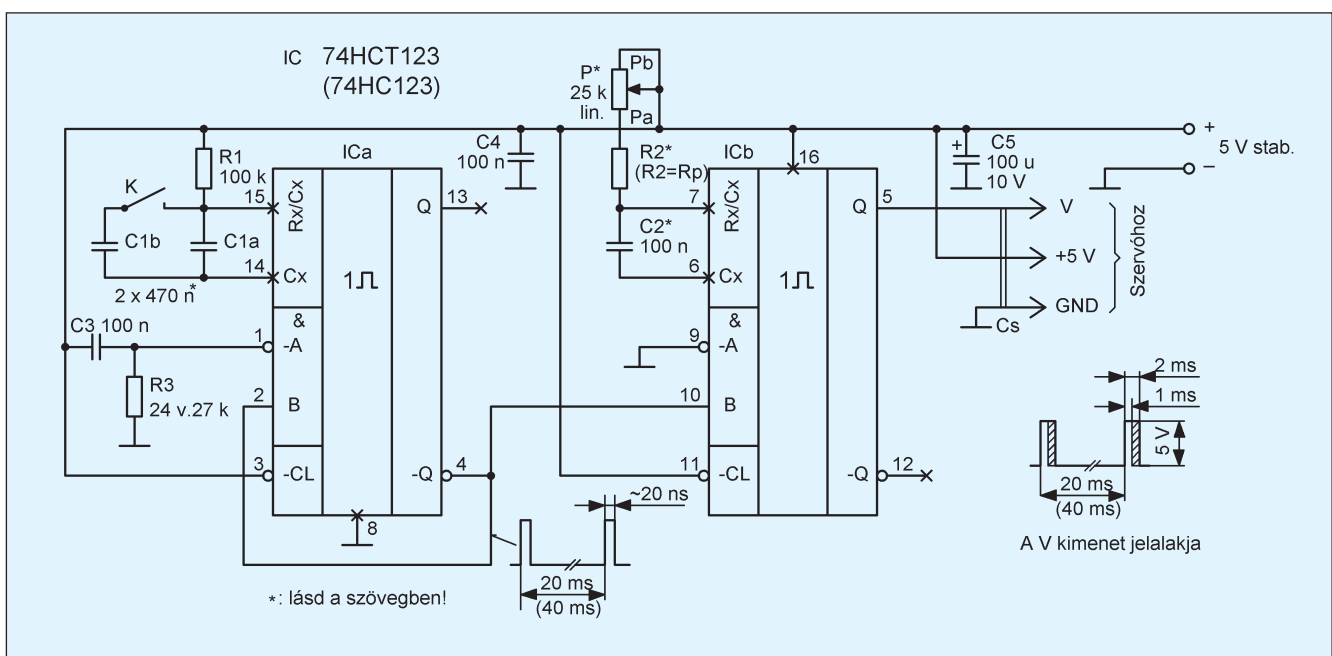 IC 74HCT123
(74HC123)
P*
25 k
lin.
Pb
Pa
R1
100 k
K
C1b
C1a
2 x 470 n*
C3 100 n
R3
24 v.27 k
ICa
15
14
1
2
3
Rx/Cx
Cx
&
-A
B
-CL
1
Q
-Q
13
4
8
C4
100 n
R2*
(R2=Rp)
C2*
100 n
ICb
16
7
6
9
10
11
Rx/Cx
Cx
&
-A
B
-CL
1
Q
-Q
5
12
+
C5
100 u
10 V
+
5 V stab.
–
V
+5 V
GND
Szervóhoz
Cs
~20 ns
20 ms
(40 ms)
2 ms
1 ms
5 V
20 ms
(40 ms)
A V kimenet jelalakja
*: lásd a szövegben!